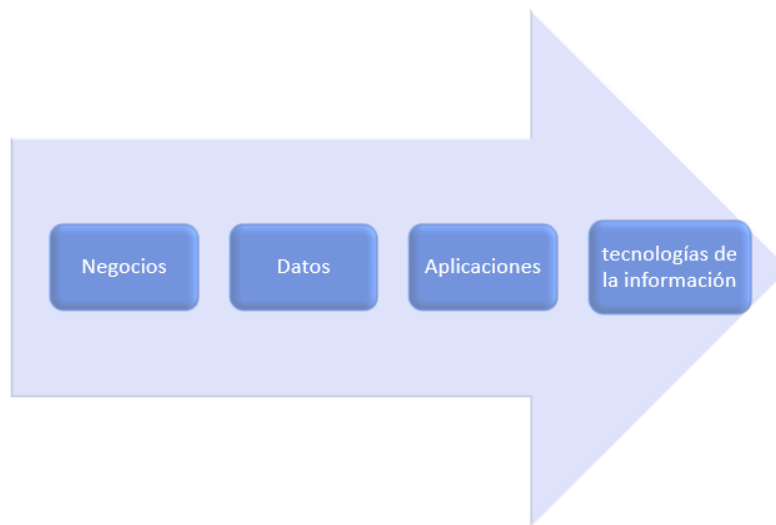 Negocios
Datos
Aplicaciones
tecnologías de
la información